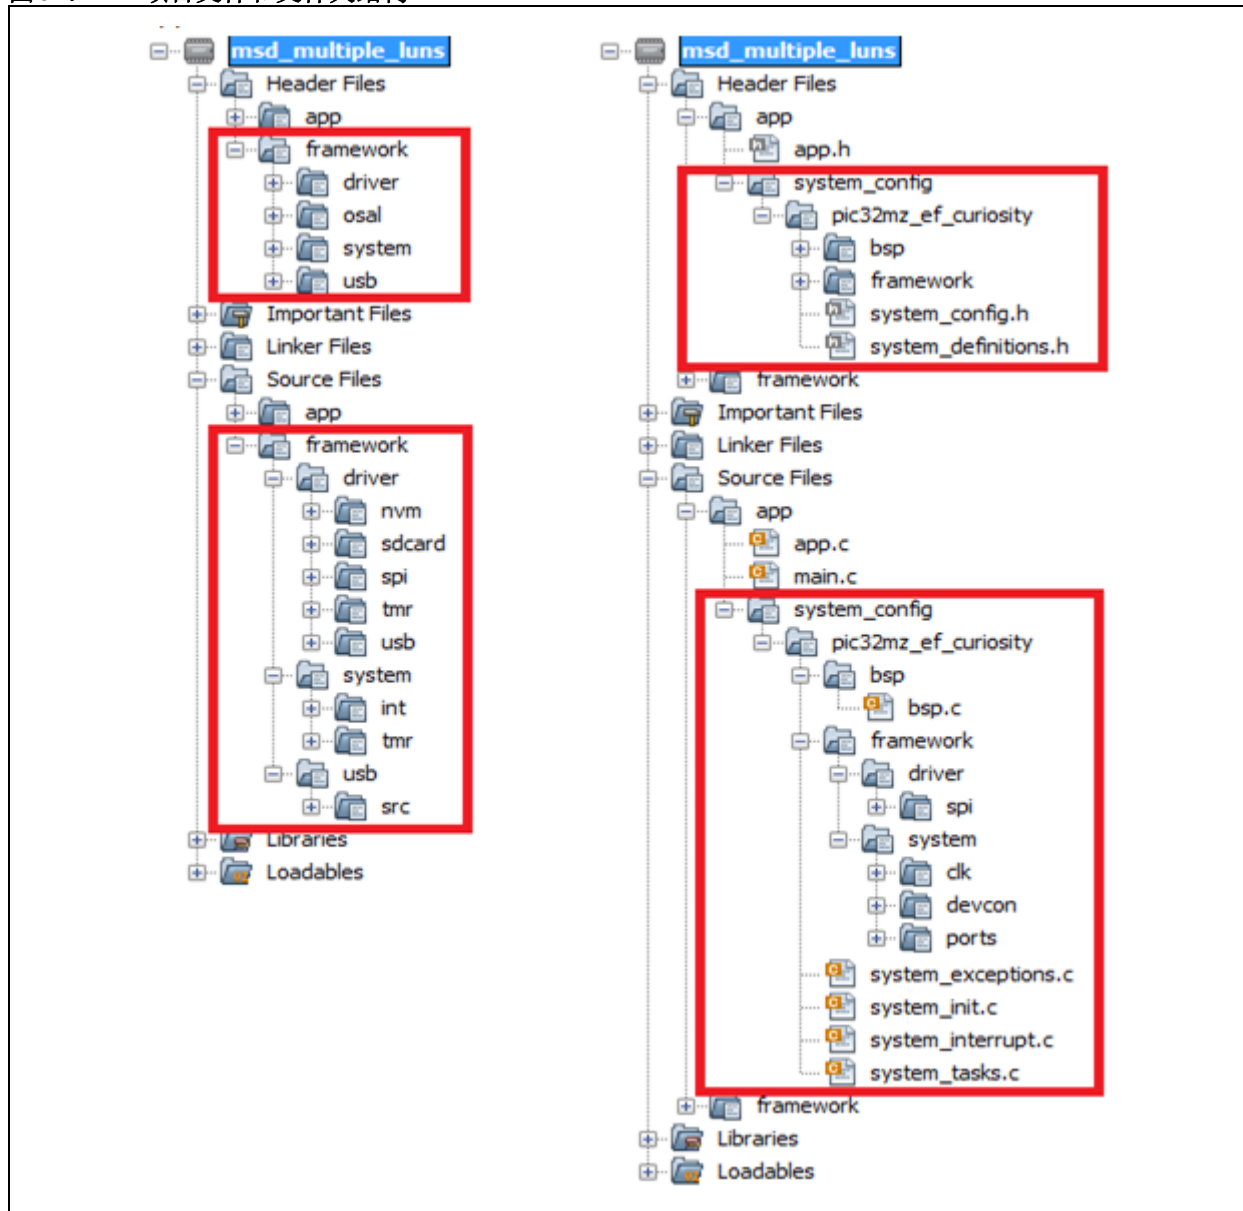 msd_multiple_luns
Header Files
app
framework
driver
osal
system
usb
Important Files
Linker Files
Source Files
app
framework
driver
nvm
sdcard
spi
tmr
usb
system
int
tmr
usb
src
Libraries
Loadables
msd_multiple_luns
Header Files
app
app.h
system_config
pic32mz_ef_curiosity
bsp
framework
system_config.h
system_definitions.h
framework
Important Files
Linker Files
Source Files
app
app.c
main.c
system_config
pic32mz_ef_curiosity
bsp
bsp.c
framework
driver
spi
system
clk
devcon
ports
system_exceptions.c
system_init.c
system_interrupt.c
system_tasks.c
framework
Libraries
Loadables